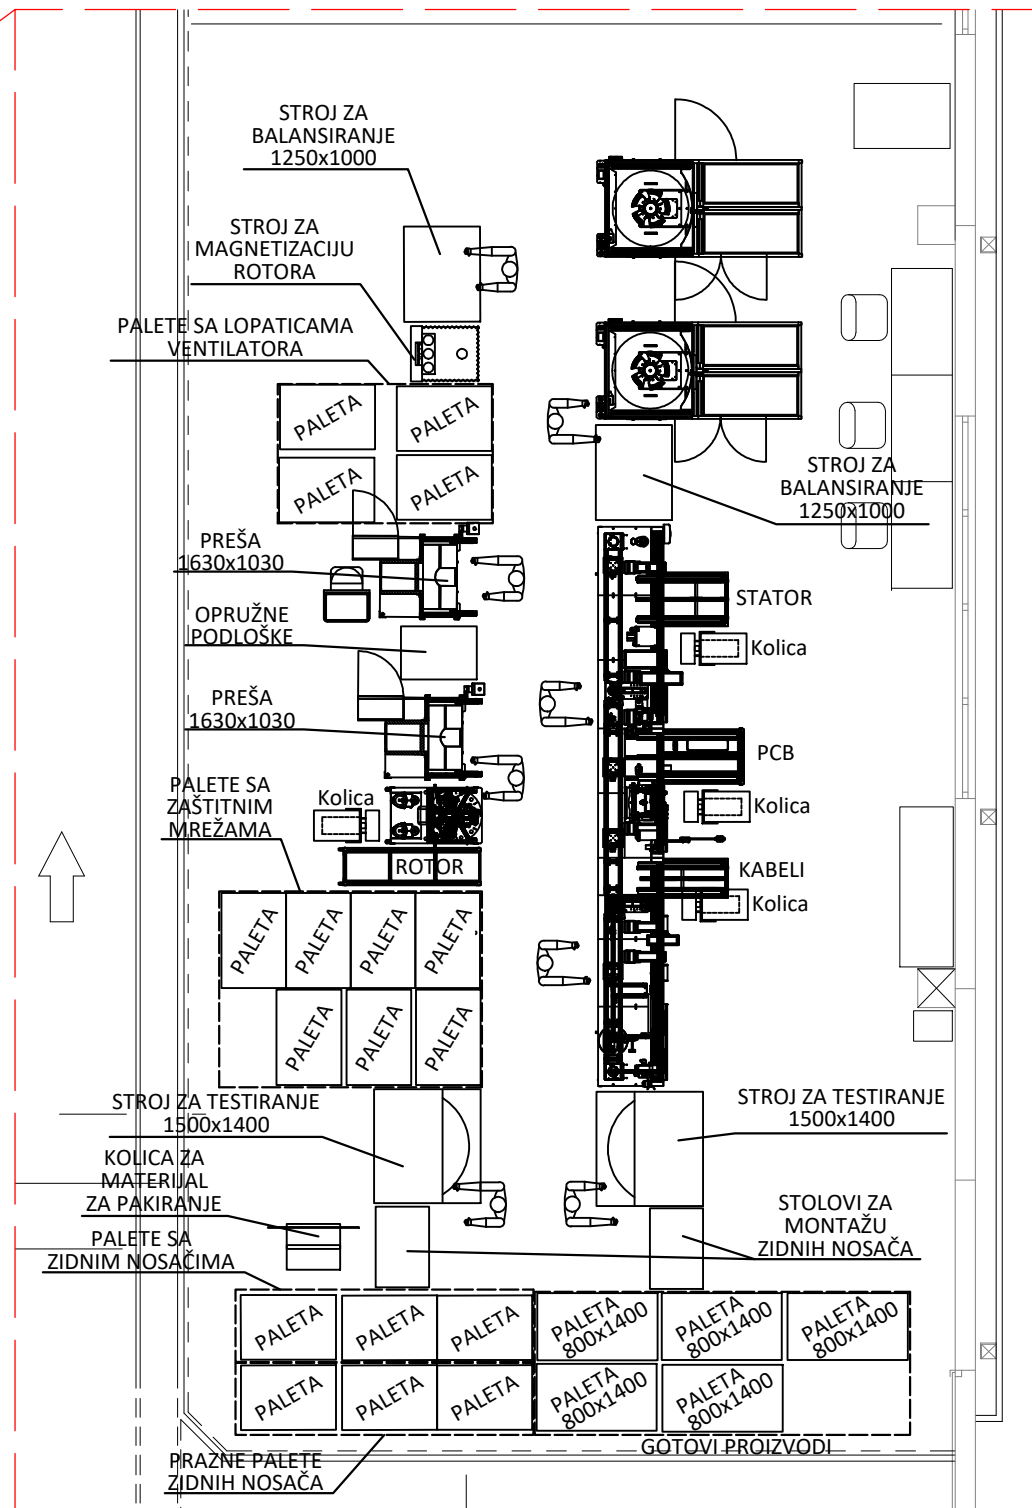 STROJ ZA
BALANSIRANJE
1250x1000
STROJ ZA
MAGNETIZACIJU
ROTORA
PALETE SA LOPATICAMA
VENTILATORA
PALETA
PALETA
PALETA
PALETA
STROJ ZA
BALANSIRANJE
1250x1000
PREŠA
1630x1030
STATOR
OPRUŽNE
PODLOŠKE
Kolica
PREŠA
1630x1030
PCB
PALETE SA
ZAŠTITNIM
MREŽAMA
Kolica
Kolica
ROTOR
KABELI
Kolica
PALETA
PALETA
PALETA
PALETA
PALETA
PALETA
PALETA
STROJ ZA TESTIRANJE
1500x1400
STROJ ZA TESTIRANJE
1500x1400
KOLICA ZA
MATERIJAL
ZA PAKIRANJE
STOLOVI ZA
MONTAŽU
ZIDNIH NOSAČA
PALETE SA
ZIDNIM NOSAČIMA
PALETA
PALETA
PALETA
PALETA
800x1400
PALETA
800x1400
PALETA
800x1400
PALETA
PALETA
PALETA
PALETA
800x1400
PALETA
800x1400
GOTOVI PROIZVODI
PRAZNE PALETE
ZIDNIH NOSAČA